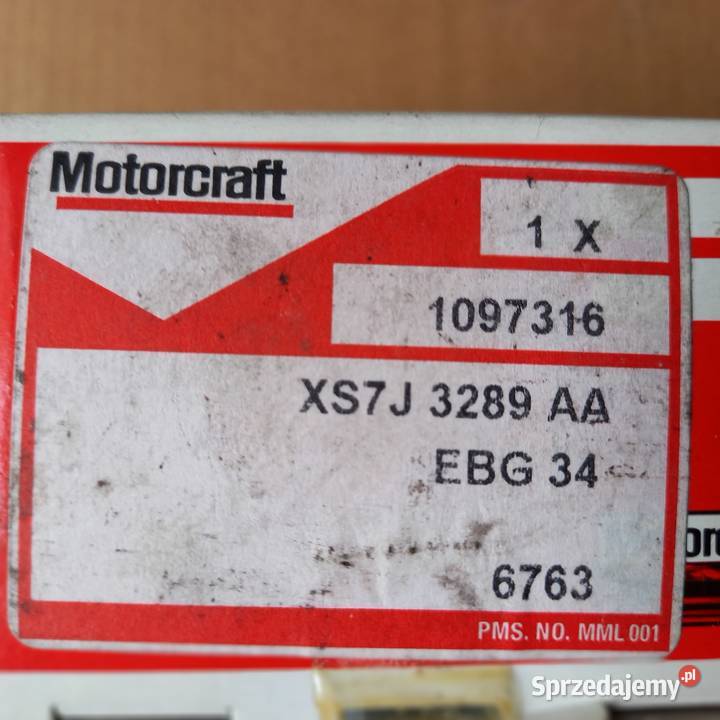 Motorcraft
1 X
1097316
XS7J 3289 AA
EBG 34
6763
PMS. NO. MML 001
Sprzedajemy.pl